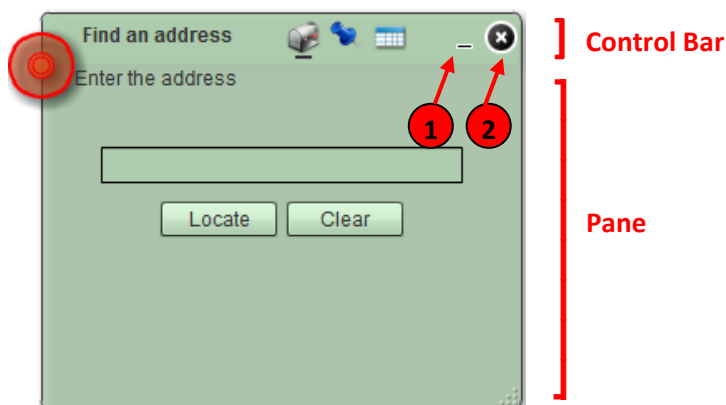 Find an address
Control Bar
Enter the address
1 2
Locate Clear
Pane